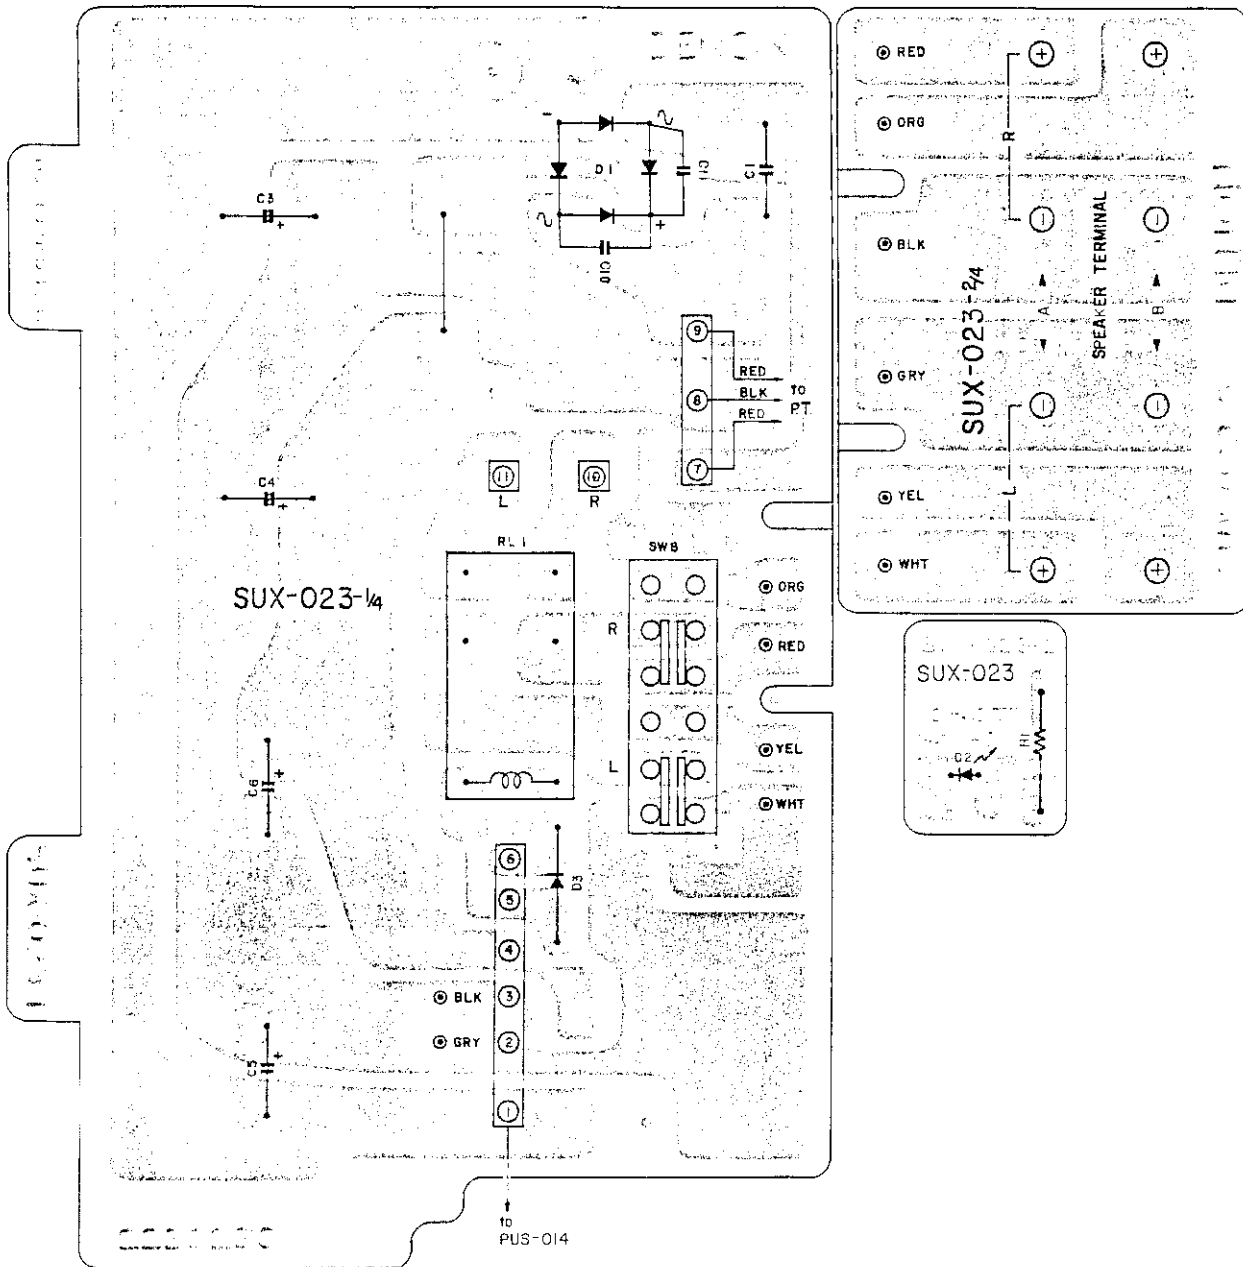 RED
ORG
BLK
GRY
YEL
WHT
R
L
A
B
SPEAKER TERMINAL
SUX-023-2/4
C3
D1
C11
C1
C10
9
8
7
RED
BLK
RED
to
P.T.
C4
11
L
10
R
SUX-023-1/4
RL1
SW8
R
L
ORG
RED
YEL
WHT
SUX-023
D2
R1
C6
6
5
4
3
2
1
D3
BLK
GRY
C5
to
PUS-014